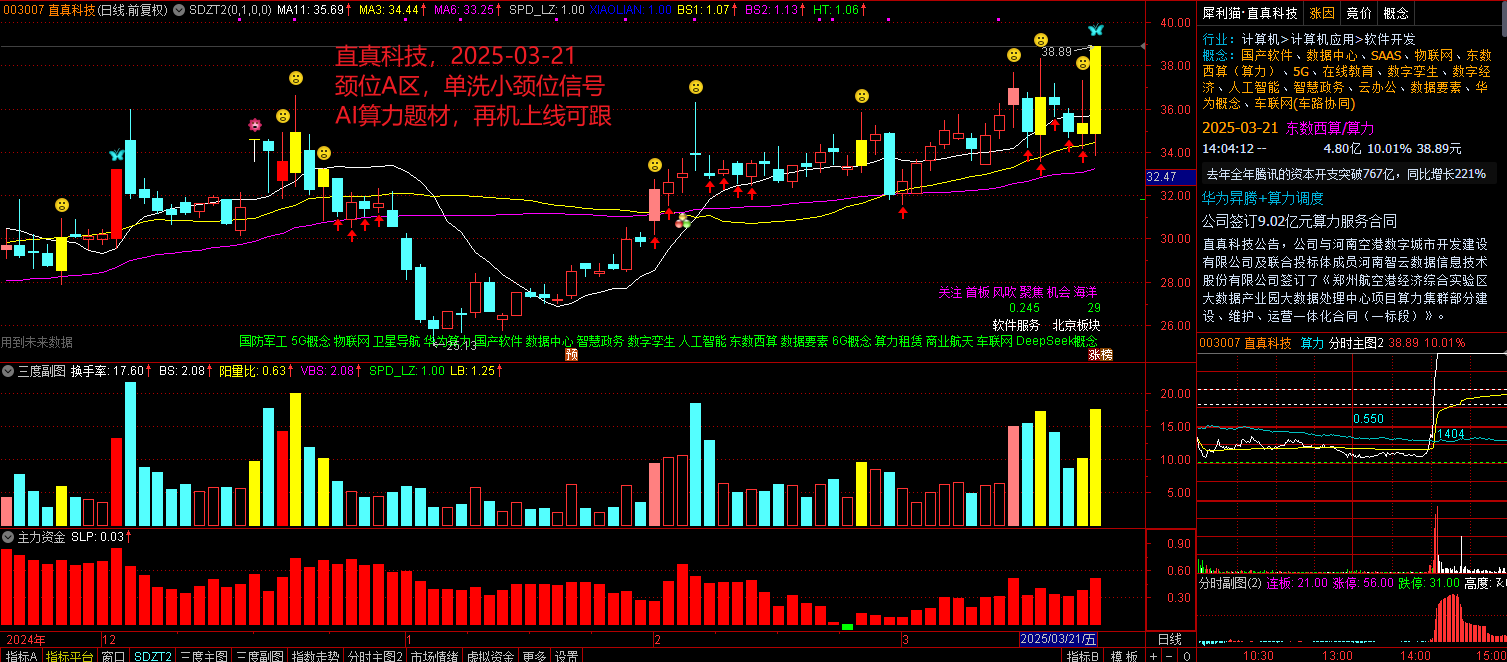 003007 直真科技(日线.前复权) SDZT2(0,1,0,0) MA11: 35.69↑ MA3: 34.44↑ MA6: 33.25↑ SPD_LZ: 1.00 XIAOLIAN: 1.00 BS1: 1.07↑ BS2: 1.13↑ HT: 1.06↑
直真科技，2025-03-21
颈位A区，单洗小颈位信号
AI算力题材，再机上线可跟
38.89
40.00
38.00
36.00
34.00
32.47
32.00
30.00
28.00
26.00
关注 首板 风吹 聚焦 机会 海洋
0.245 29
软件服务 北京板块
用到未来数据
国防军工 5G概念 物联网 卫星导航 华为算力 国产软件 数据中心 智慧政务 数字孪生 人工智能 东数西算 数据要素 6G概念 算力租赁 商业航天 车联网 DeepSeek概念
25.13
预 涨榜
三度副图 换手率: 17.60↑ BS: 2.08↑ 阳量比: 0.63↑ VBS: 2.08↑ SPD_LZ: 1.00 LB: 1.25↑
20.00
15.00
10.00
5.00
主力资金 SLP: 0.03↑
0.90
0.60
0.30
2024年 12 1 2 3 2025/03/21/五 日线
指标A 指标平台 窗口 SDZT2 三度主图 三度副图 指数走势 分时主图2 市场情绪 虚拟资金 更多 设置 指标B 模板 + - 0
犀利猫·直真科技 涨因 竞价 概念
行业: 计算机>计算机应用>软件开发
概念: 国产软件、数据中心、SAAS、物联网、东数
西算（算力）、5G、在线教育、数字孪生、数字经
济、人工智能、智慧政务、云办公、数据要素、华
为概念、车联网(车路协同)
2025-03-21 东数西算/算力
14:04:12 -- 4.80亿 10.01% 38.89元
去年全年腾讯的资本开支突破767亿，同比增长221%
华为昇腾+算力调度
公司签订9.02亿元算力服务合同
直真科技公告，公司与河南空港数字城市开发建设
有限公司及联合投标体成员河南智云数据信息技术
股份有限公司签订了《郑州航空港经济综合实验区
大数据产业园大数据处理中心项目算力集群部分建
设、维护、运营一体化合同（一标段）》。
003007 直真科技 算力 分时主图2 38.89 10.01%
0.550
1404
分时副图(2) 连板: 21.00 涨停: 56.00 跌停: 31.00 高度:
10:30 13:00 14:00 15:00